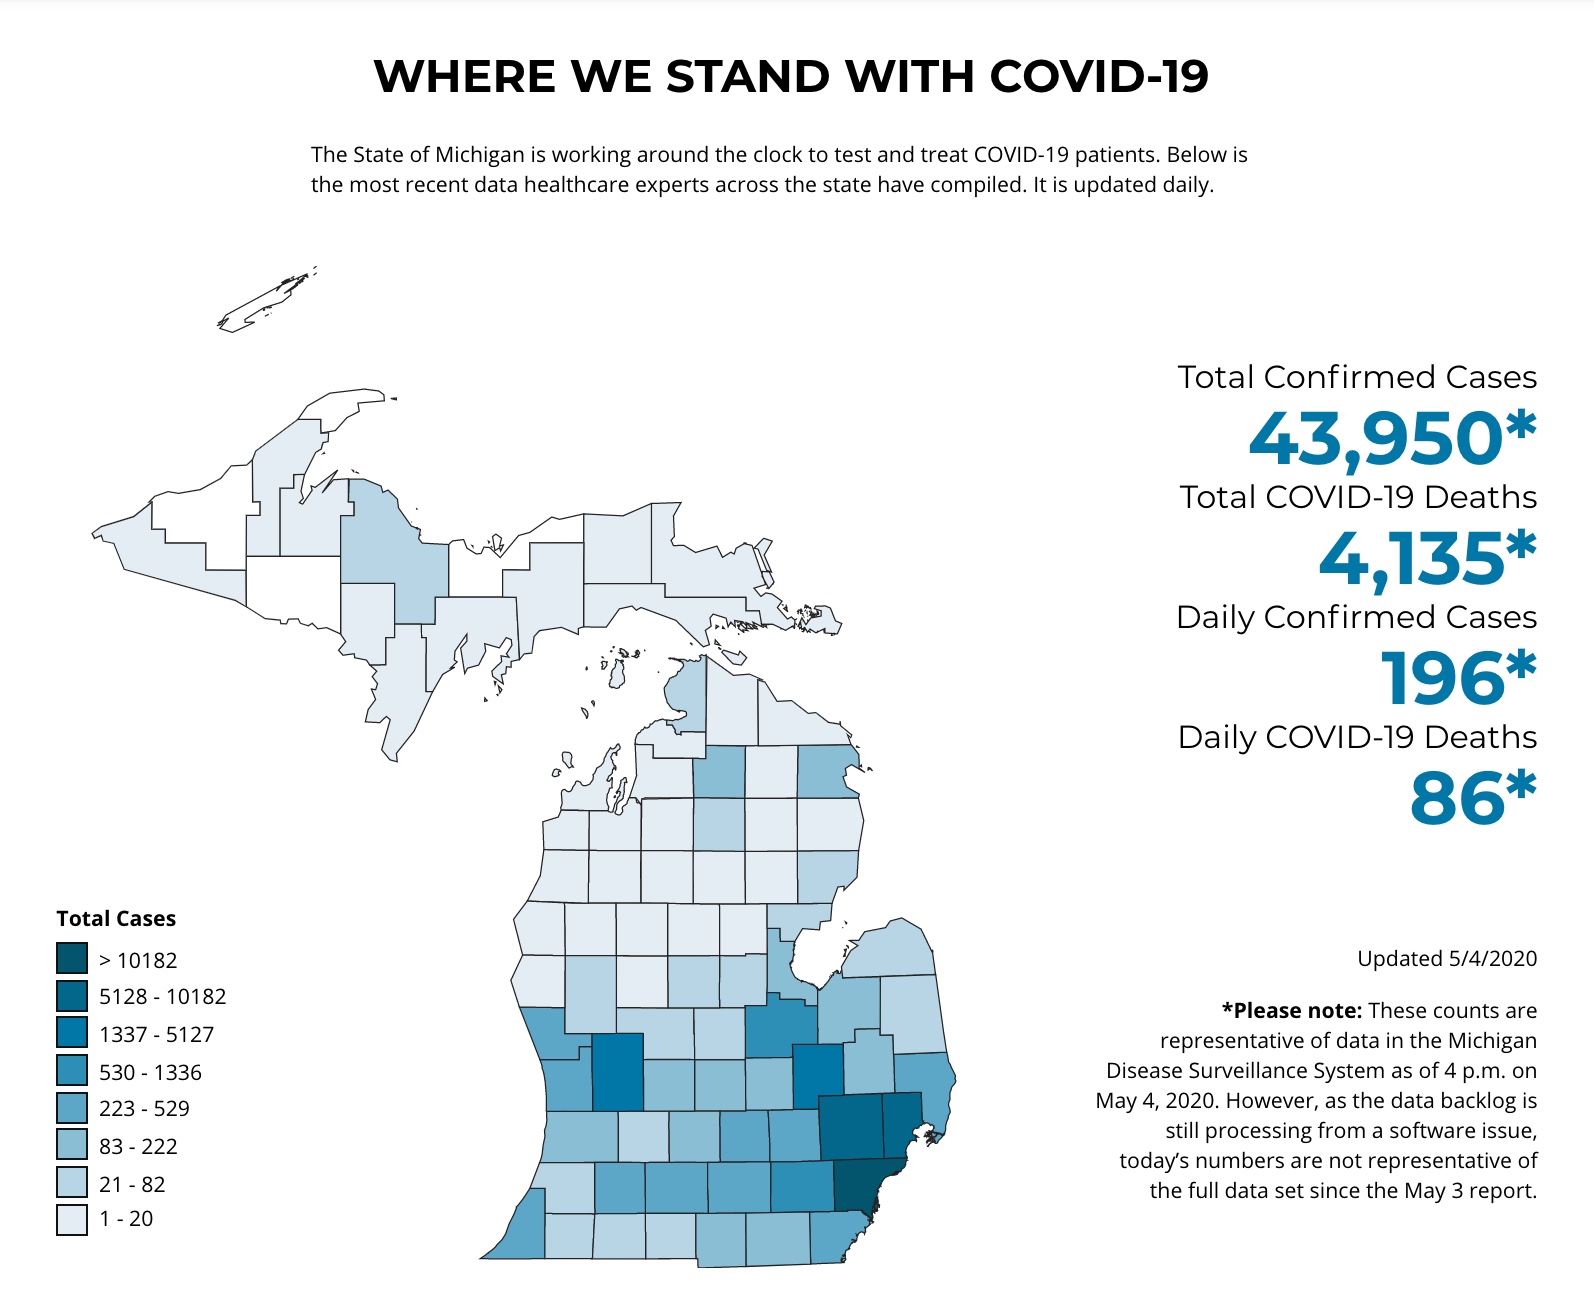 WHERE WE STAND WITH COVID-19
The State of Michigan is working around the clock to test and treat COVID-19 patients. Below is
the most recent data healthcare experts across the state have compiled. It is updated daily.
Total Confirmed Cases
43,950*
Total COVID-19 Deaths
4,135*
Daily Confirmed Cases
196*
Daily COVID-19 Deaths
86*
Total Cases
> 10182
5128 - 10182
1337 - 5127
530 - 1336
223 - 529
83 - 222
21 - 82
1 - 20
Updated 5/4/2020
*Please note: These counts are
representative of data in the Michigan
Disease Surveillance System as of 4 p.m. on
May 4, 2020. However, as the data backlog is
still processing from a software issue,
today’s numbers are not representative of
the full data set since the May 3 report.